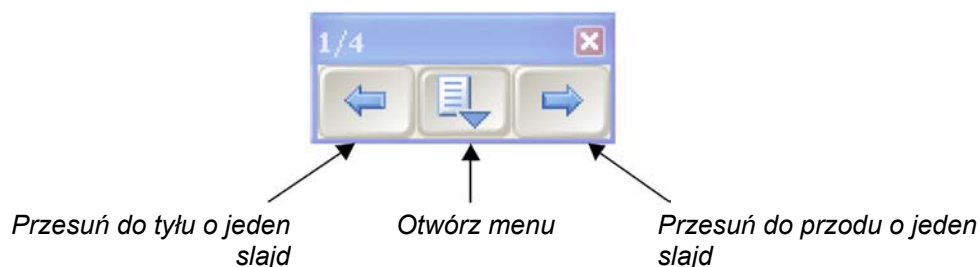 1/4
Przesuń do tyłu o jeden
slajd
Otwórz menu
Przesuń do przodu o jeden
slajd